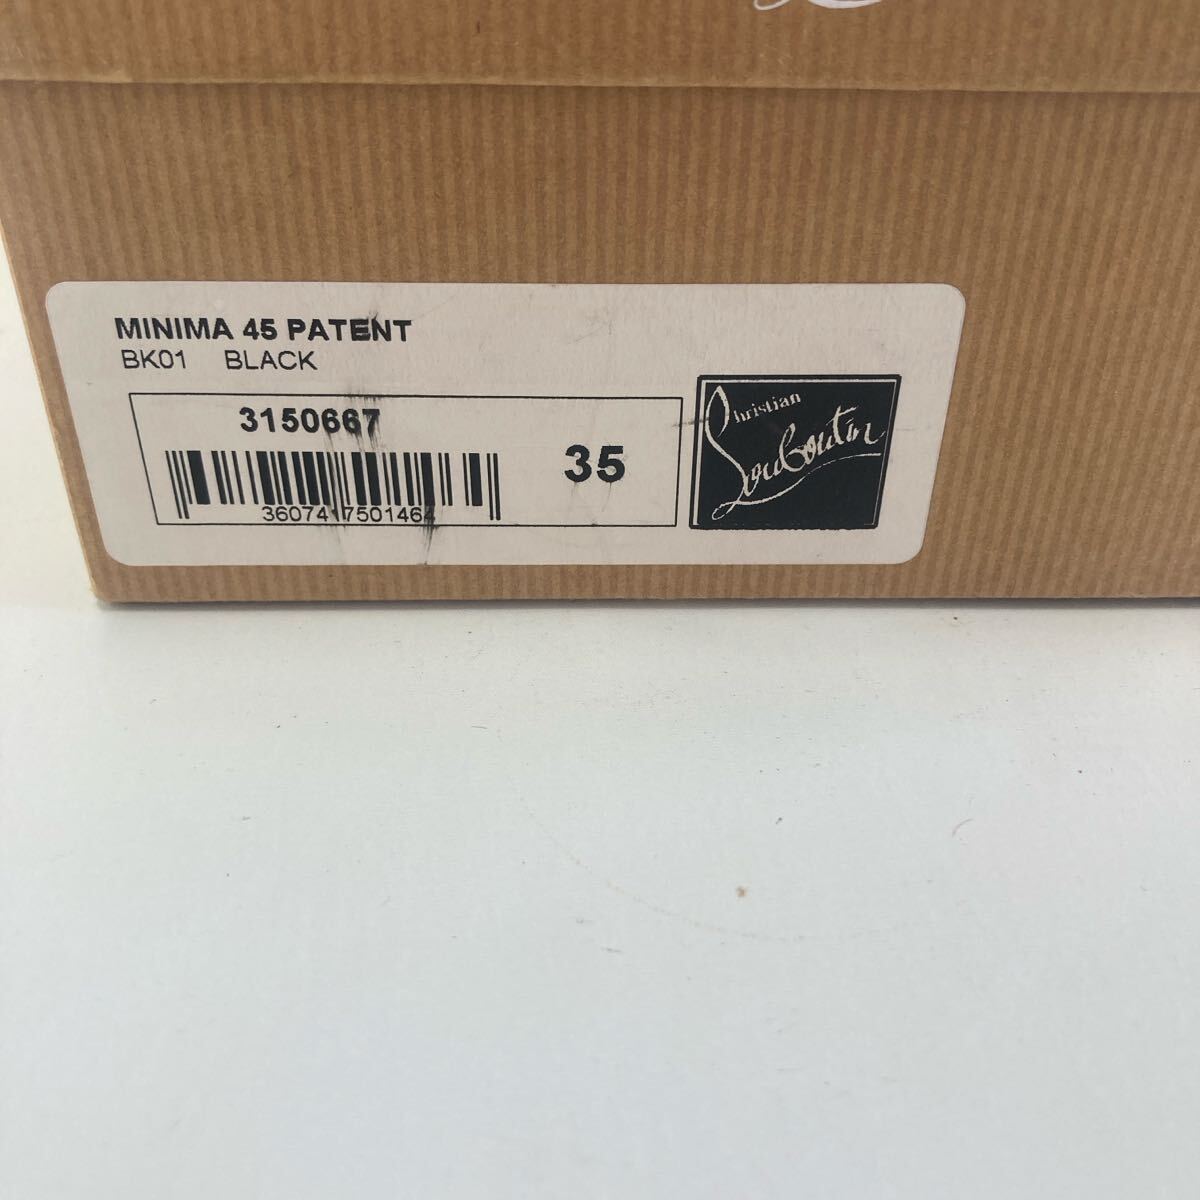 MINIMA 45 PATENT
BK01 BLACK
3150667
35
3607417501464
Christian
Louboutin